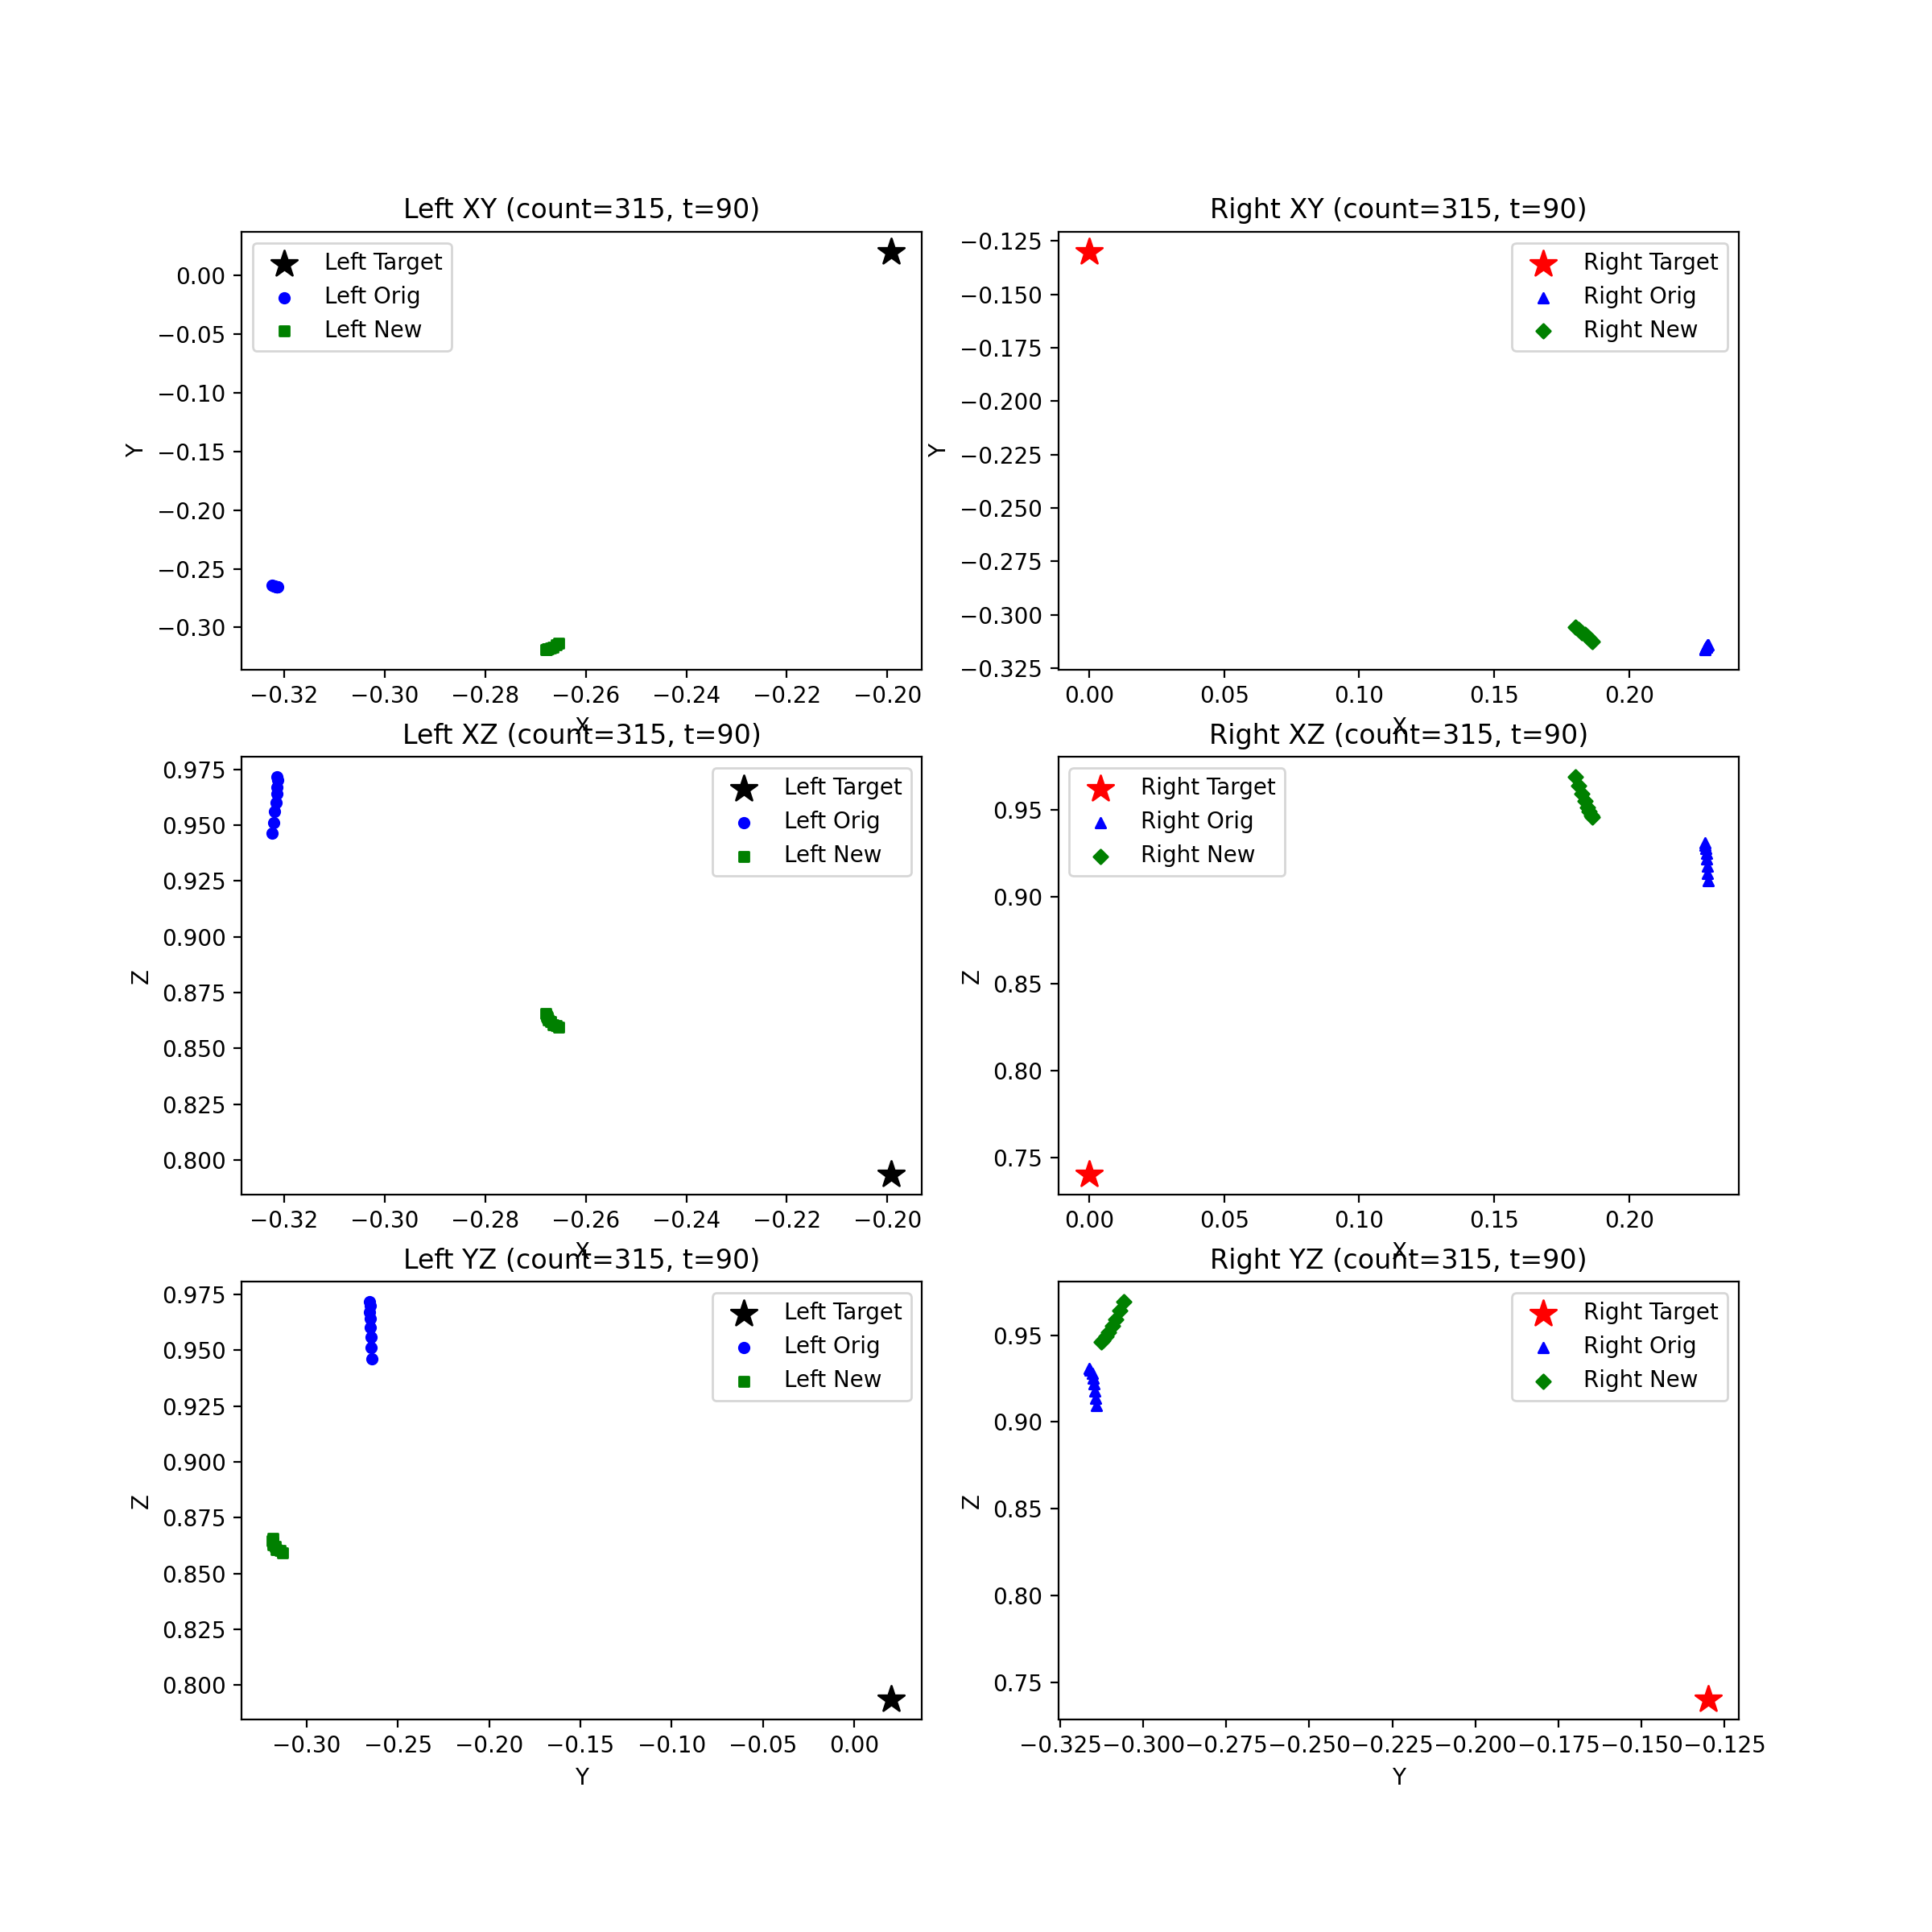 Left XY (count=315, t=90)
Left Target
Left Orig
Left New
0.00
−0.05
−0.10
−0.15
−0.20
−0.25
−0.30
Y
−0.32
−0.30
−0.28
−0.26
−0.24
−0.22
−0.20
X
Right XY (count=315, t=90)
Right Target
Right Orig
Right New
−0.125
−0.150
−0.175
−0.200
−0.225
−0.250
−0.275
−0.300
−0.325
Y
0.00
0.05
0.10
0.15
0.20
X
Left XZ (count=315, t=90)
Left Target
Left Orig
Left New
0.975
0.950
0.925
0.900
0.875
0.850
0.825
0.800
Z
−0.32
−0.30
−0.28
−0.26
−0.24
−0.22
−0.20
X
Right XZ (count=315, t=90)
Right Target
Right Orig
Right New
0.95
0.90
0.85
0.80
0.75
Z
0.00
0.05
0.10
0.15
0.20
X
Left YZ (count=315, t=90)
Left Target
Left Orig
Left New
0.975
0.950
0.925
0.900
0.875
0.850
0.825
0.800
Z
−0.30
−0.25
−0.20
−0.15
−0.10
−0.05
0.00
Y
Right YZ (count=315, t=90)
Right Target
Right Orig
Right New
0.95
0.90
0.85
0.80
0.75
Z
−0.325
−0.300
−0.275
−0.250
−0.225
−0.200
−0.175
−0.150
−0.125
Y